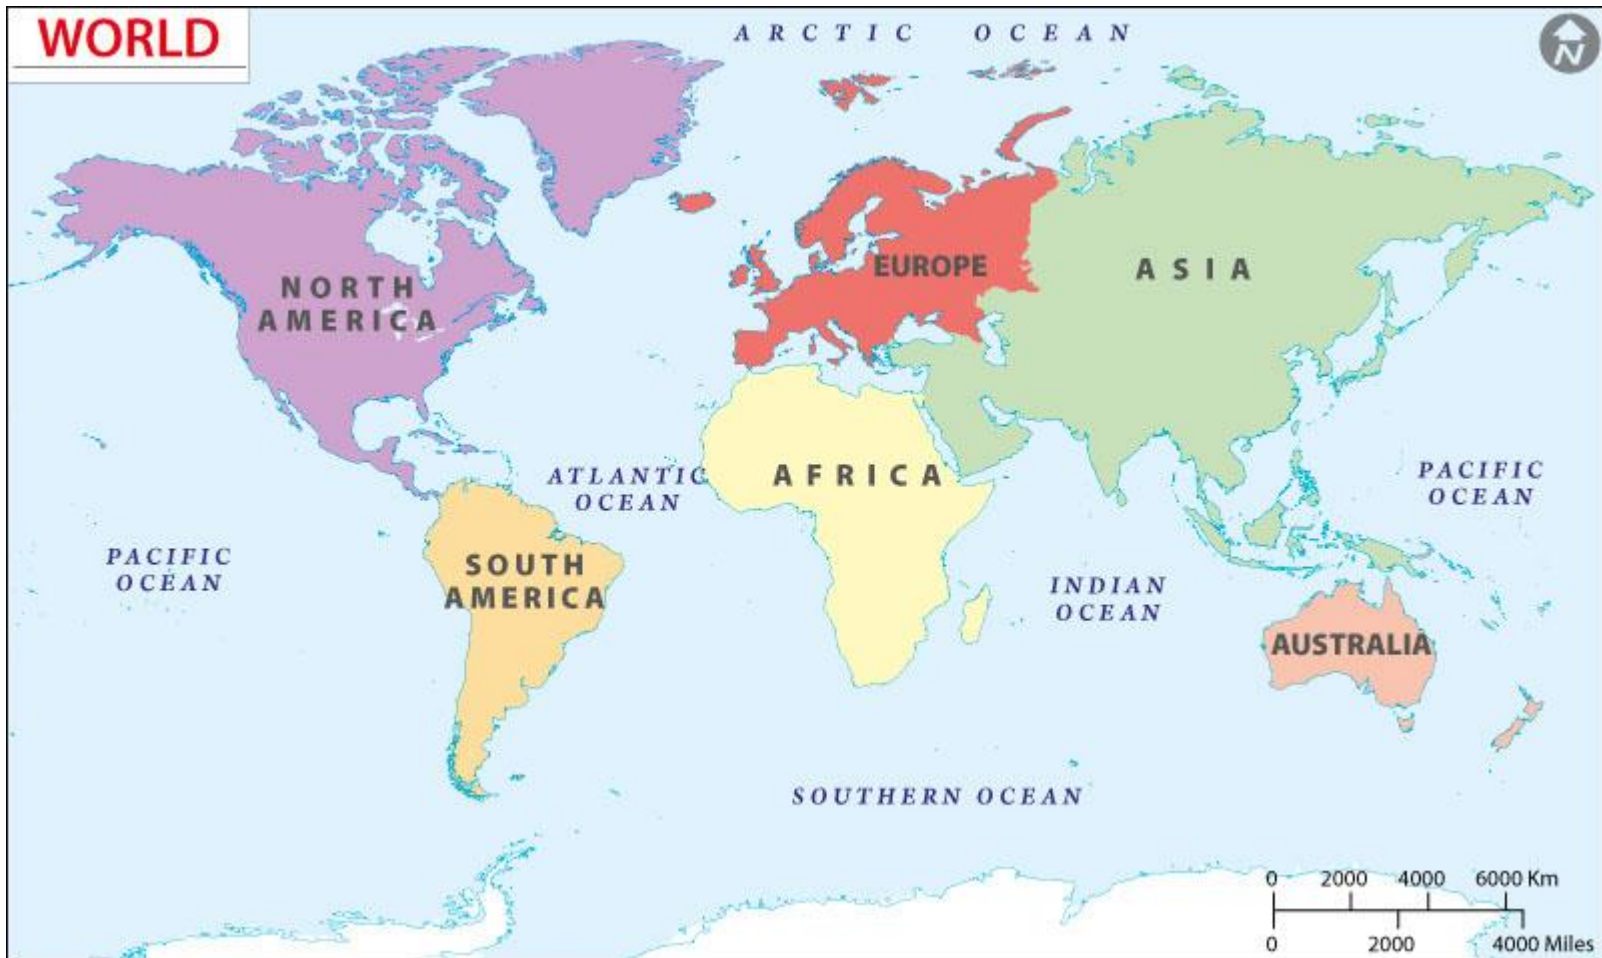 WORLD
ARCTIC OCEAN
N
NORTH
AMERICA
EUROPE
ASIA
ATLANTIC
OCEAN
AFRICA
PACIFIC
OCEAN
PACIFIC
OCEAN
SOUTH
AMERICA
INDIAN
OCEAN
AUSTRALIA
SOUTHERN OCEAN
0 2000 4000 6000 Km
0 2000 4000 Miles